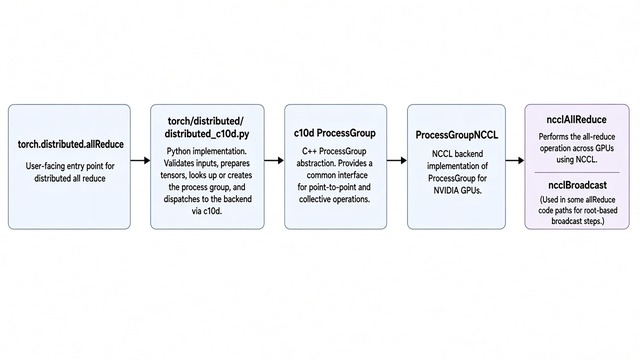 torch.distributed.allReduce
User-facing entry point for
distributed all reduce
torch/distributed/
distributed_c10d.py
Python implementation.
Validates inputs, prepares
tensors, looks up or creates
the process group, and
dispatches to the backend
via c10d.
c10d ProcessGroup
C++ ProcessGroup
abstraction. Provides a
common interface
for point-to-point and
collective operations.
ProcessGroupNCCL
NCCL backend
implementation of
ProcessGroup for
NVIDIA GPUs.
ncclAllReduce
Performs the all-reduce
operation across GPUs
using NCCL.
ncclBroadcast
(Used in some allReduce
code paths for root-based
broadcast steps.)